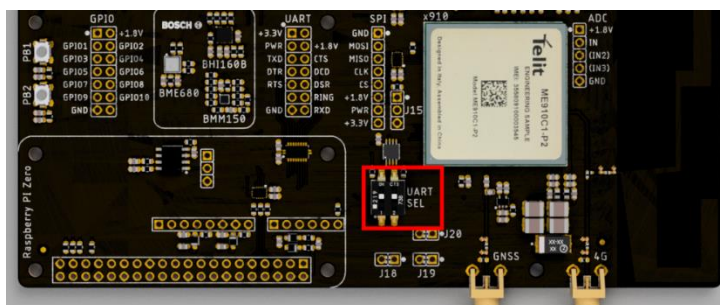 GPIO
+1.8V
GPIO1 GPIO2
GPIO3 GPIO4
GPIO5 GPIO6
GPIO7 GPIO8
GPIO9 GPIO10
GND
PB1
PB2
BOSCH
BHI160B
BME680
BMM150
UART
+3.3V
PWR +1.8V
TXD CTS
DTR DCD
RTS DSR
RING
GND RXD
SPI
GND
MOSI
MISO
CLK
CS
+1.8V
PWR
+3.3V
x910
J15
Telit
Designed in Italy, Assembled in China
ENGINEERING SAMPLE
Model:ME910C1-P2
ME910C1-P2
ADC
+1.8V
IN
(IN2)
(IN3)
GND
Raspberry PI Zero
UART
SEL
J20
J18
J19
GNSS
4G